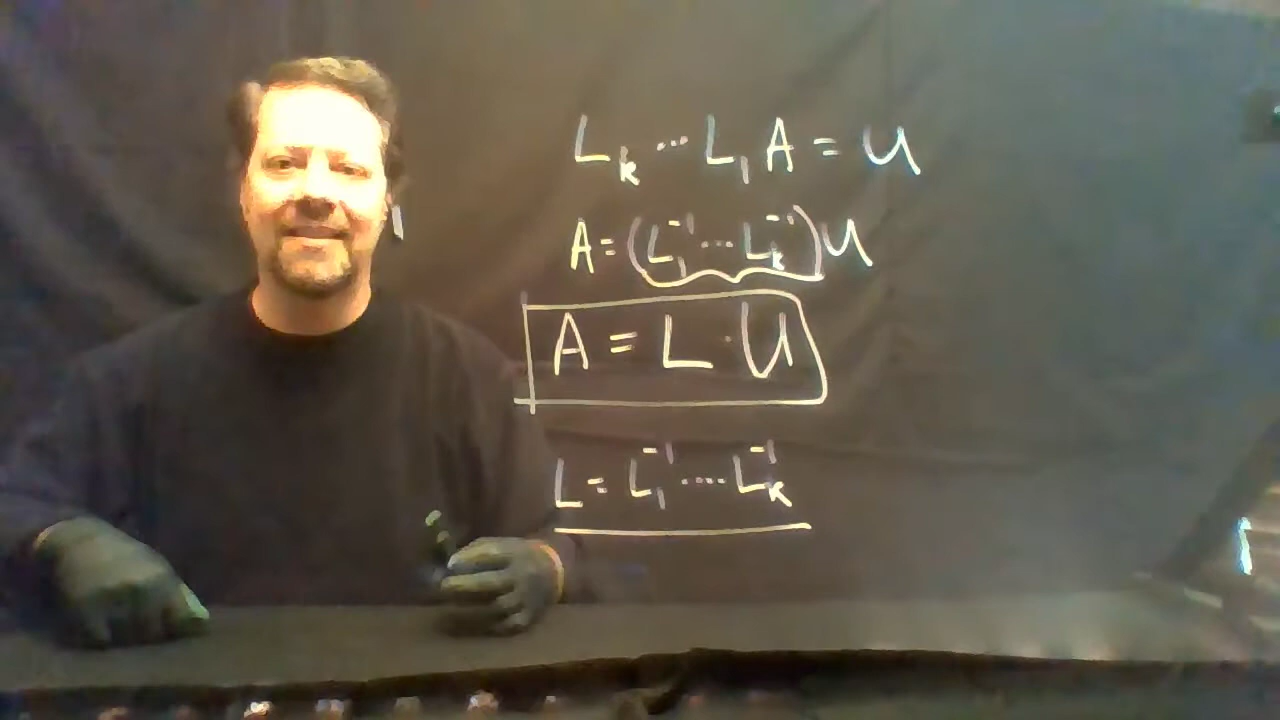 Lₖ ... L₁ A = U
A = (L₁⁻¹ ... Lₖ⁻¹) U
A = L · U
L = L₁⁻¹ .... Lₖ⁻¹